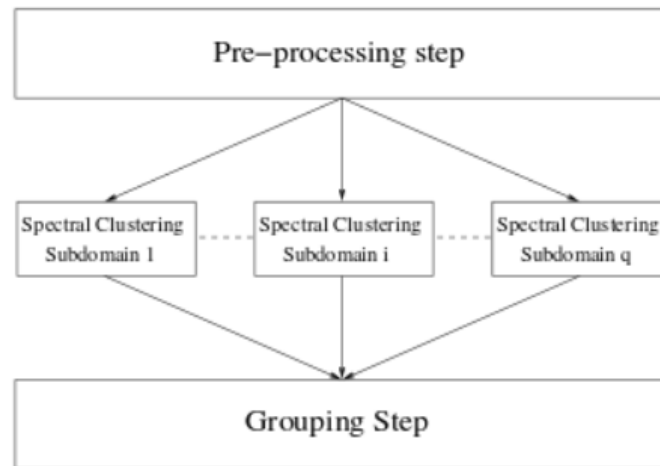 Pre–processing step
Spectral Clustering
Subdomain 1
Spectral Clustering
Subdomain i
Spectral Clustering
Subdomain q
Grouping Step